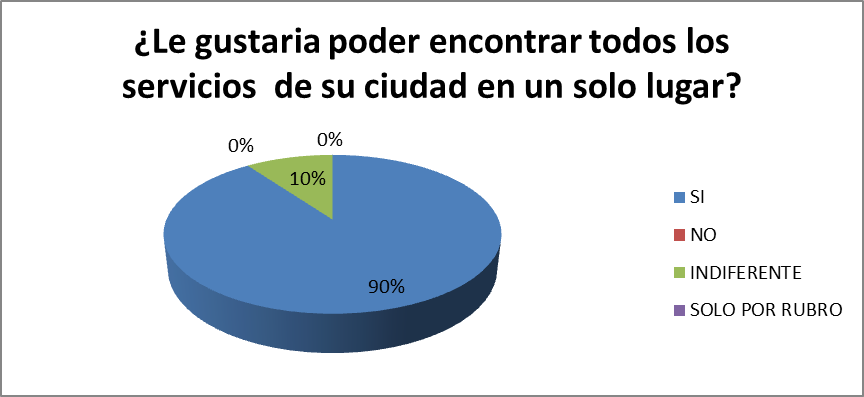 ¿Le gustaria poder encontrar todos los
servicios  de su ciudad en un solo lugar?
0%
0%
10%
90%
SI
NO
INDIFERENTE
SOLO POR RUBRO